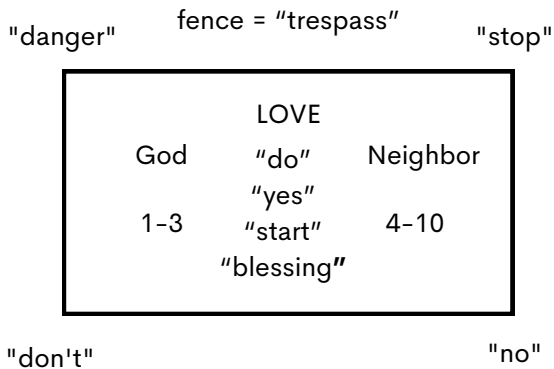 fence = “trespass”
"danger" "stop"
LOVE
God “do” Neighbor
“yes”
1-3 “start” 4-10
“blessing”
"don't" "no"